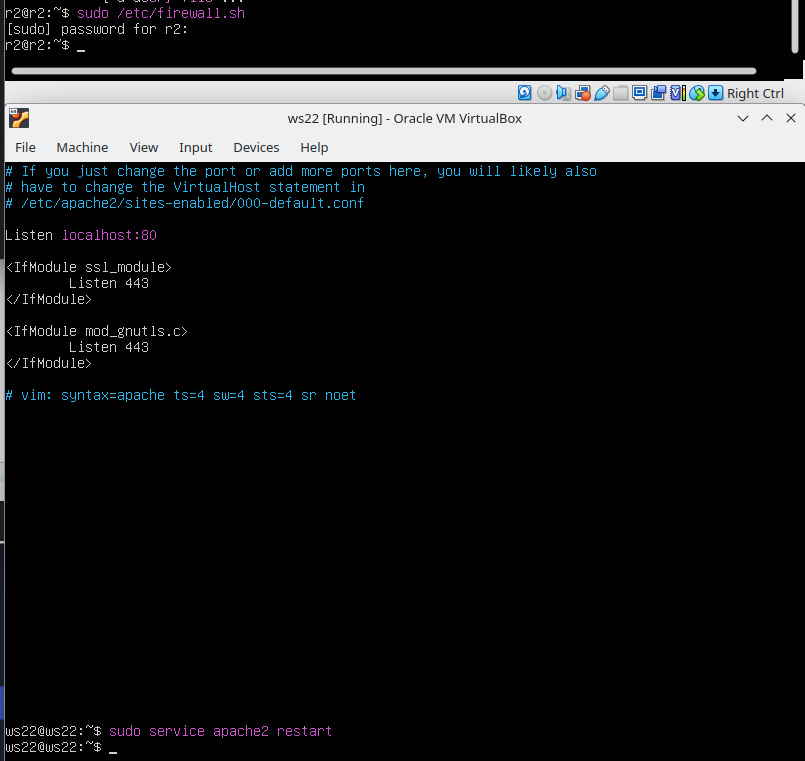 r2@r2:~$ sudo /etc/firewall.sh
[sudo] password for r2:
r2@r2:~$ _
Right Ctrl
ws22 [Running] - Oracle VM VirtualBox
File Machine View Input Devices Help
# If you just change the port or add more ports here, you will likely also
# have to change the VirtualHost statement in
# /etc/apache2/sites-enabled/000-default.conf
Listen localhost:80
<IfModule ssl_module>
Listen 443
</IfModule>
<IfModule mod_gnutls.c>
Listen 443
</IfModule>
# vim: syntax=apache ts=4 sw=4 sts=4 sr noet
ws22@ws22:~$ sudo service apache2 restart
ws22@ws22:~$ _